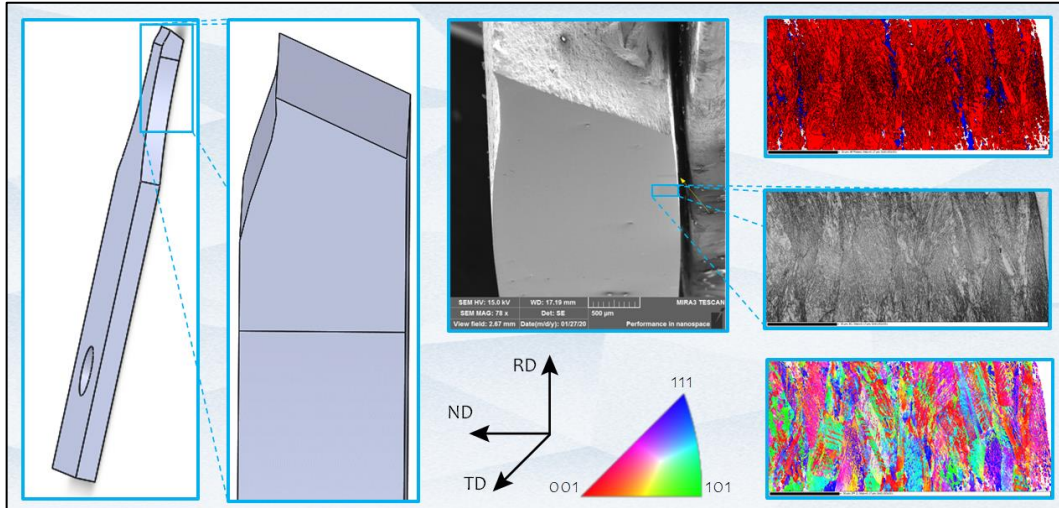 SEM HV: 15.0 kV WD: 17.19 mm MIRA3 TESCAN
SEM MAG: 78 x Det: SE 500 µm
View field: 2.67 mm Date(m/d/y): 01/27/20 Performance in nanospace
RD
ND
TD
111
001
101